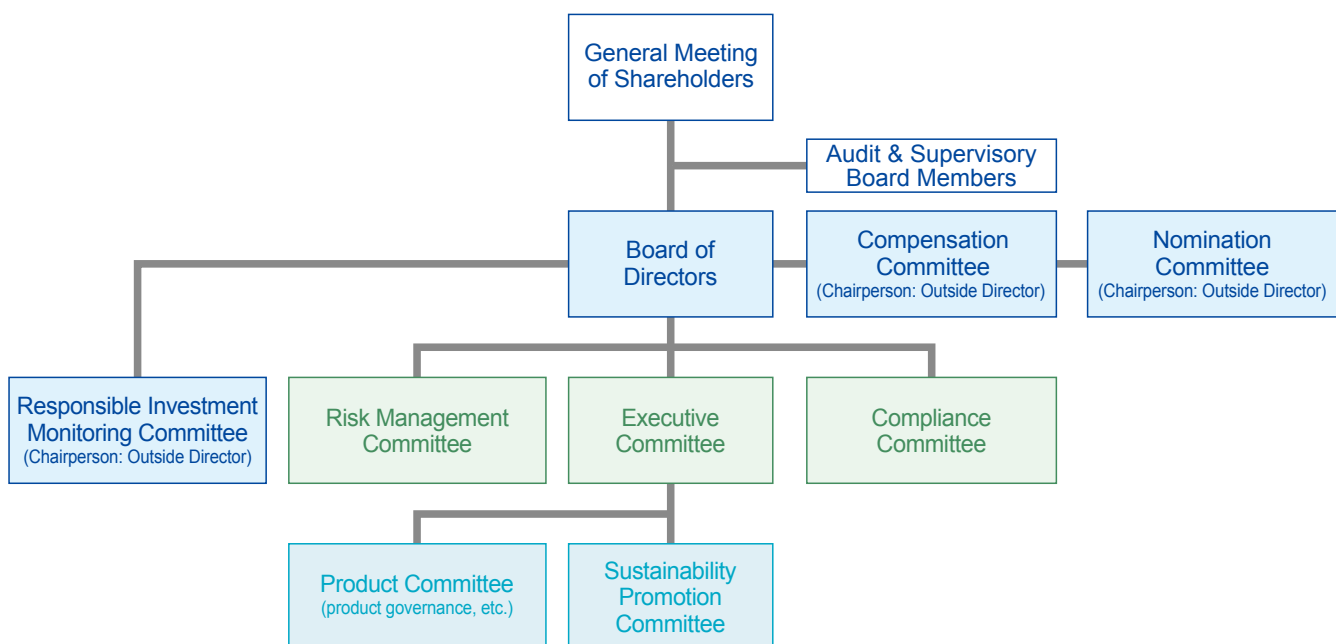 General Meeting
of Shareholders
Audit & Supervisory
Board Members
Board of
Directors
Compensation
Committee
(Chairperson: Outside Director)
Nomination
Committee
(Chairperson: Outside Director)
Responsible Investment
Monitoring Committee
(Chairperson: Outside Director)
Risk Management
Committee
Executive
Committee
Compliance
Committee
Product Committee
(product governance, etc.)
Sustainability
Promotion
Committee